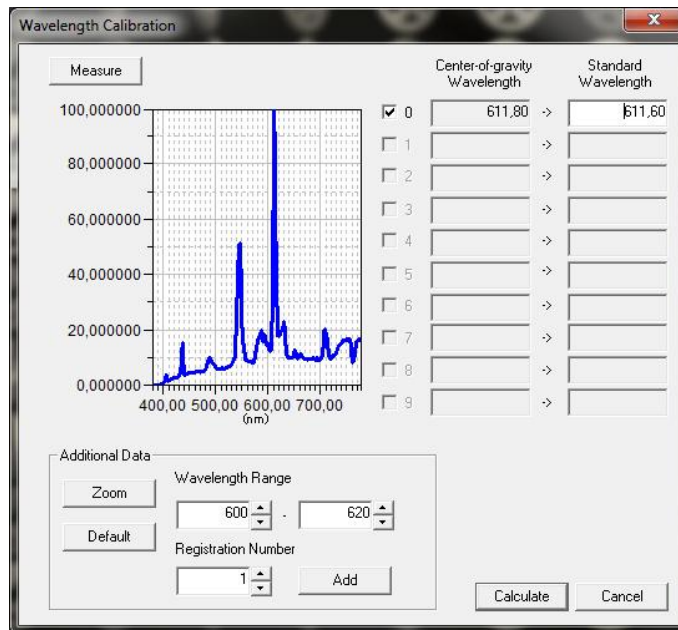 Wavelength Calibration
Measure
Center-of-gravity Wavelength
Standard Wavelength
100,000000
80,000000
60,000000
40,000000
20,000000
0,000000
400,00 500,00 600,00 700,00
(nm)
0 611,80 -> 611,60
1 ->
2 ->
3 ->
4 ->
5 ->
6 ->
7 ->
8 ->
9 ->
Additional Data
Zoom
Default
Wavelength Range
600 - 620
Registration Number
1
Add
Calculate
Cancel